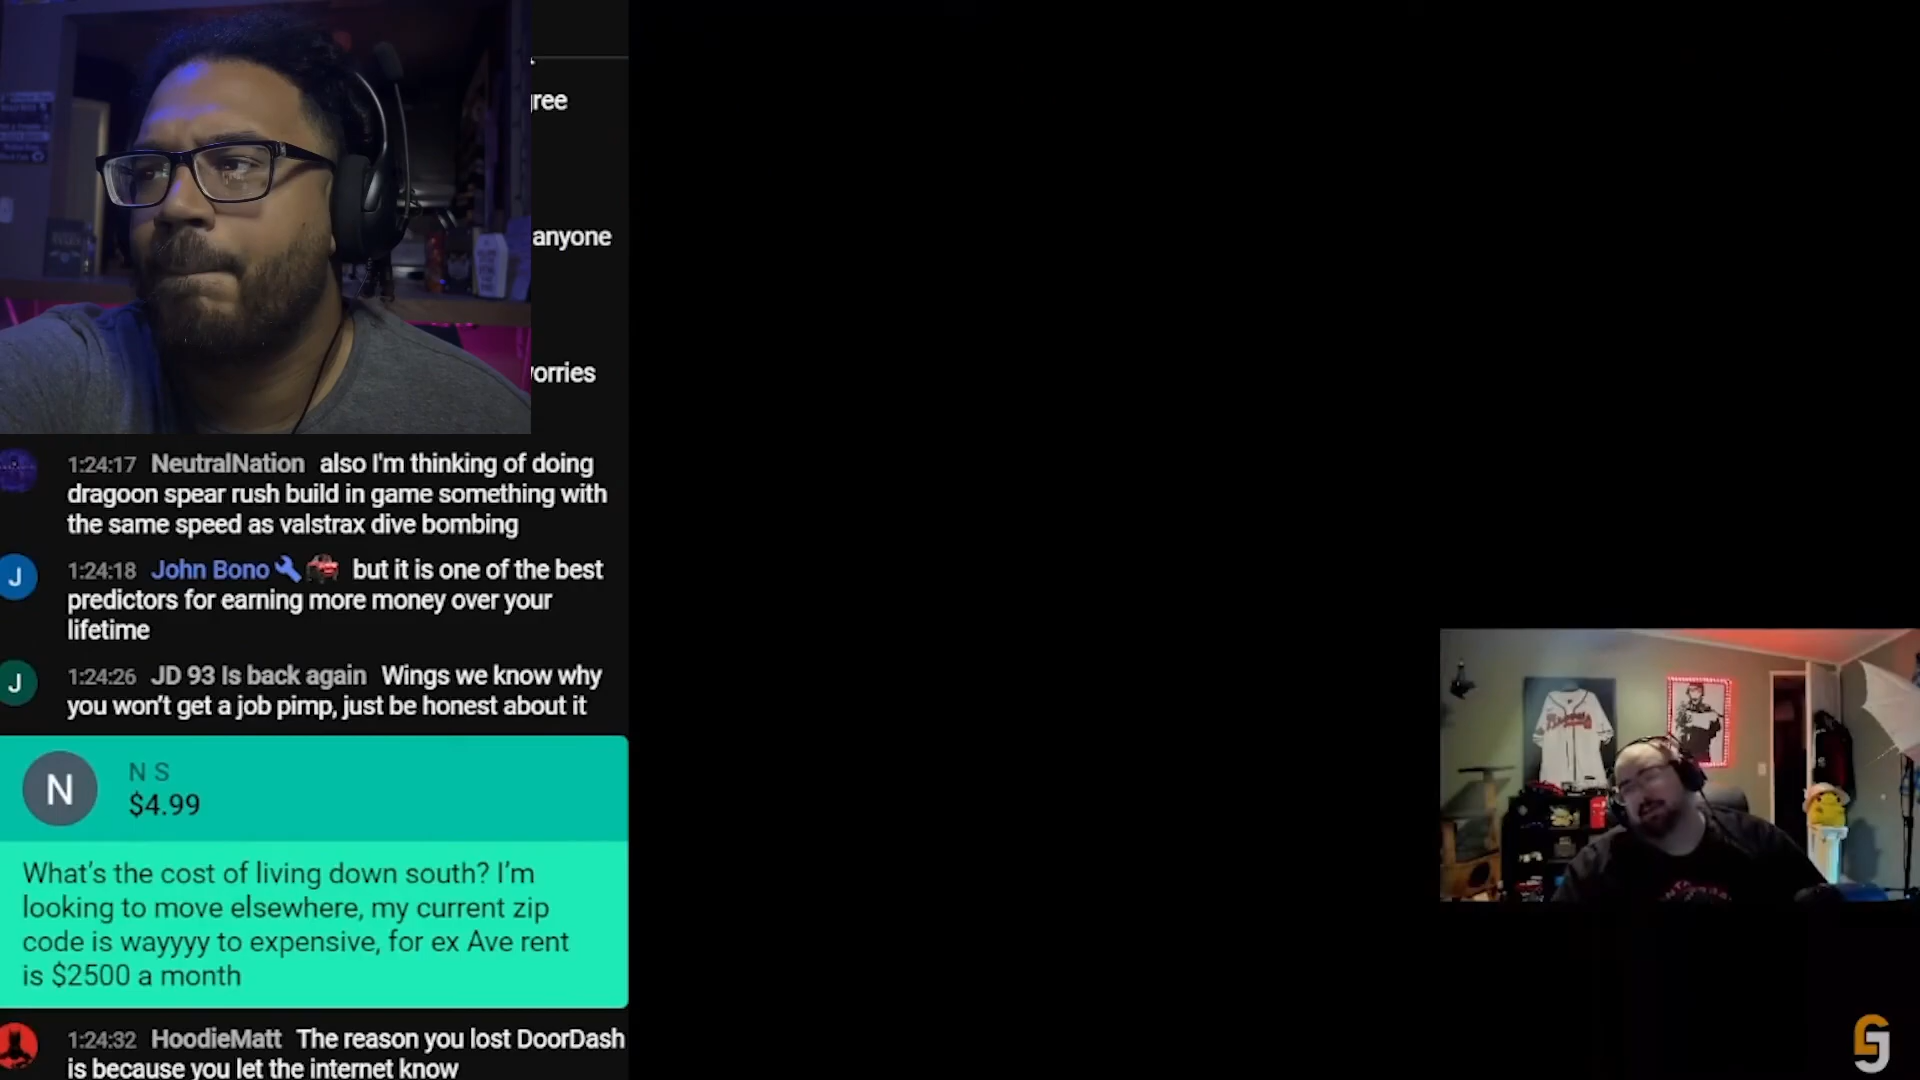 ree
anyone
orries
1:24:17 NeutralNation also I'm thinking of doing
dragoon spear rush build in game something with
the same speed as valstrax dive bombing
J
1:24:18 John Bono but it is one of the best
predictors for earning more money over your
lifetime
J
1:24:26 JD 93 Is back again Wings we know why
you won't get a job pimp, just be honest about it
N
N S
$4.99
What's the cost of living down south? I'm
looking to move elsewhere, my current zip
code is wayyyy to expensive, for ex Ave rent
is $2500 a month
1:24:32 HoodieMatt The reason you lost DoorDash
is because you let the internet know
Braves